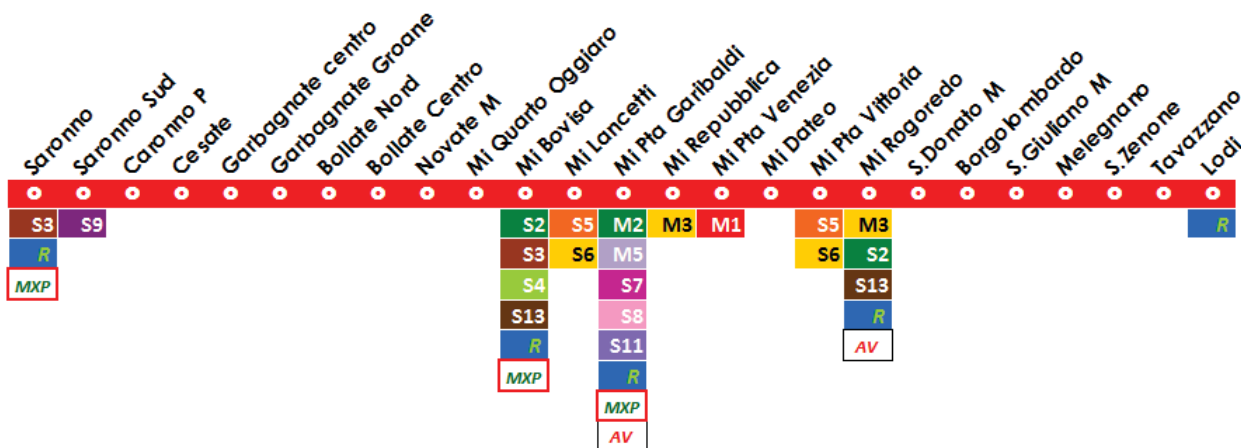 Saronno
Saronno Sud
Caronno P
Cesate
Garbagnate centro
Garbagnate Groane
Bollate Nord
Bollate Centro
Novate M
Mi Quarto Oggiaro
Mi Bovisa
Mi Lancetti
Mi Pta Garibaldi
Mi Repubblica
Mi Pta Venezia
Mi Dateo
Mi Pta Vittoria
Mi Rogoredo
S.Donato M
Borgolombardo
S.Giuliano M
Melegnano
S.Zenone
Tavazzano
Lodi
S3 S9 S2 S5 M2 M3 M1 S5 M3 R
R S3 S6 M5 S6 S2
MXP S4 S7 S13
S13 S8 R
R S11 AV
MXP R
MXP
AV